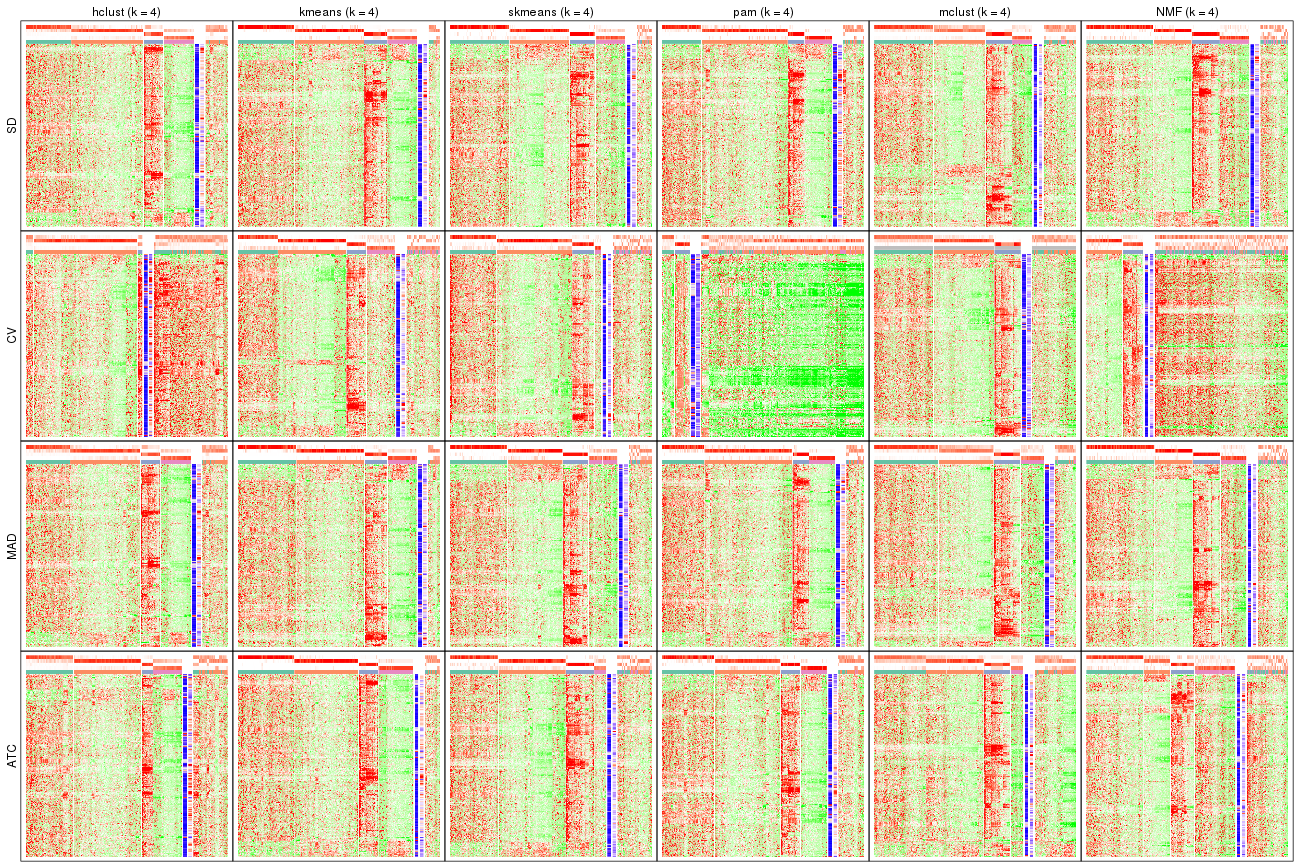 hclust (k = 4)
kmeans (k = 4)
skmeans (k = 4)
pam (k = 4)
mclust (k = 4)
NMF (k = 4)
SD
CV
MAD
ATC